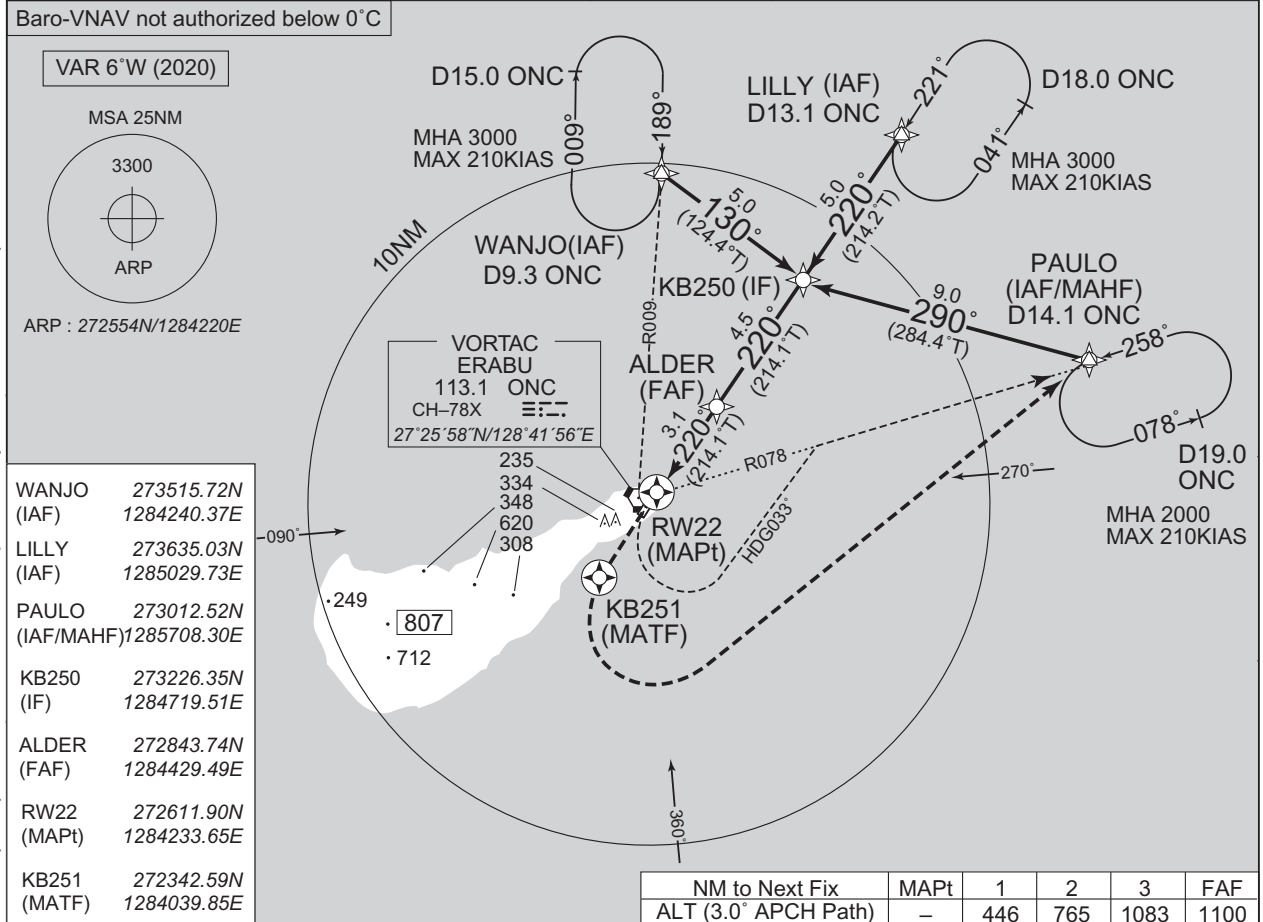 Baro-VNAV not authorized below 0°C
VAR 6°W (2020)
MSA 25NM
3300
ARP
ARP : 272554N/1284220E
10NM
D15.0 ONC
009°
189°
MHA 3000
MAX 210KIAS
WANJO(IAF)
D9.3 ONC
5.0
130°
(124.4°T)
LILLY (IAF)
D13.1 ONC
221°
041°
D18.0 ONC
MHA 3000
MAX 210KIAS
5.0
220°
(214.2°T)
KB250 (IF)
PAULO
(IAF/MAHF)
D14.1 ONC
9.0
290°
(284.4°T)
258°
078°
D19.0
ONC
MHA 2000
MAX 210KIAS
R009
4.5
220°
(214.1°T)
ALDER
(FAF)
3.1
220°
(214.1°T)
VORTAC
ERABU
113.1 ONC
CH–78X
27°25´58˝N/128°41´56˝E
R078
270°
HDG033°
RW22
(MAPt)
KB251
(MATF)
235
334
348
620
308
249
807
712
090°
360°
WANJO 273515.72N
(IAF) 1284240.37E
LILLY 273635.03N
(IAF) 1285029.73E
PAULO 273012.52N
(IAF/MAHF) 1285708.30E
KB250 273226.35N
(IF) 1284719.51E
ALDER 272843.74N
(FAF) 1284429.49E
RW22 272611.90N
(MAPt) 1284233.65E
KB251 272342.59N
(MATF) 1284039.85E
NM to Next Fix MAPt 1 2 3 FAF
ALT (3.0° APCH Path) – 446 765 1083 1100